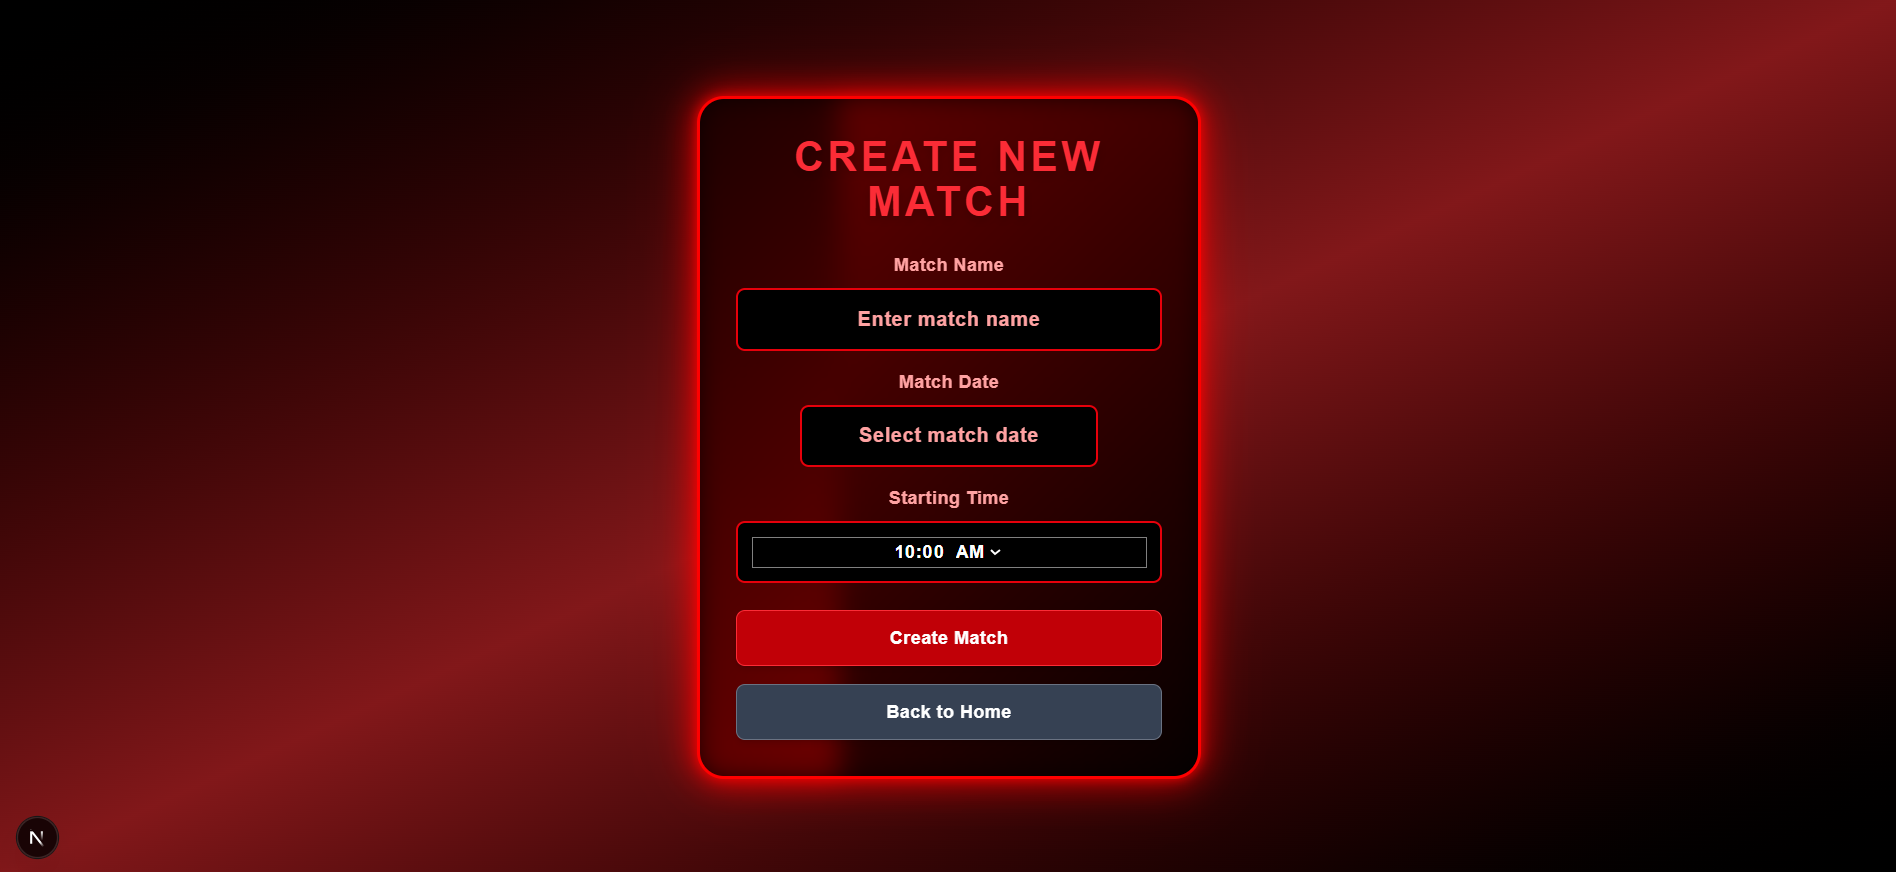 CREATE NEW
MATCH
Match Name
Enter match name
Match Date
Select match date
Starting Time
10:00 AM
Create Match
Back to Home
N